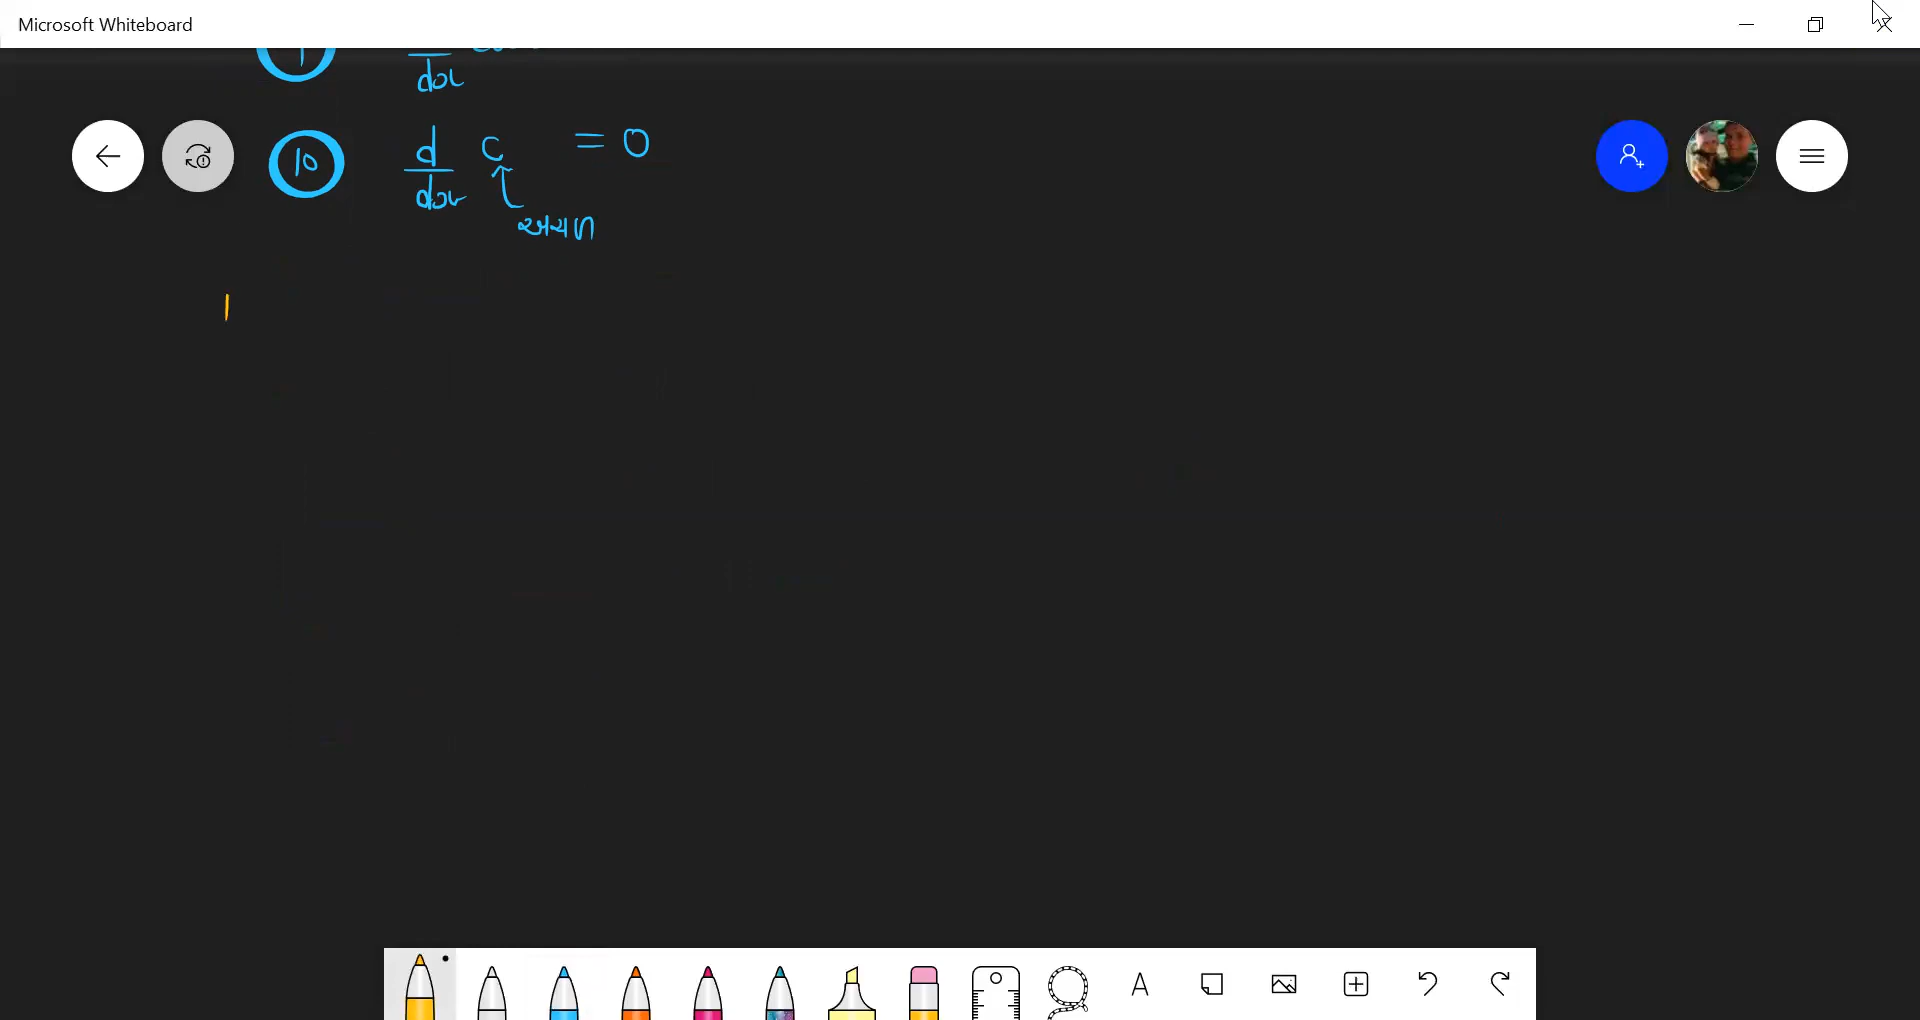 Microsoft Whiteboard
dx
10 d/dx c = 0
અચળ
A